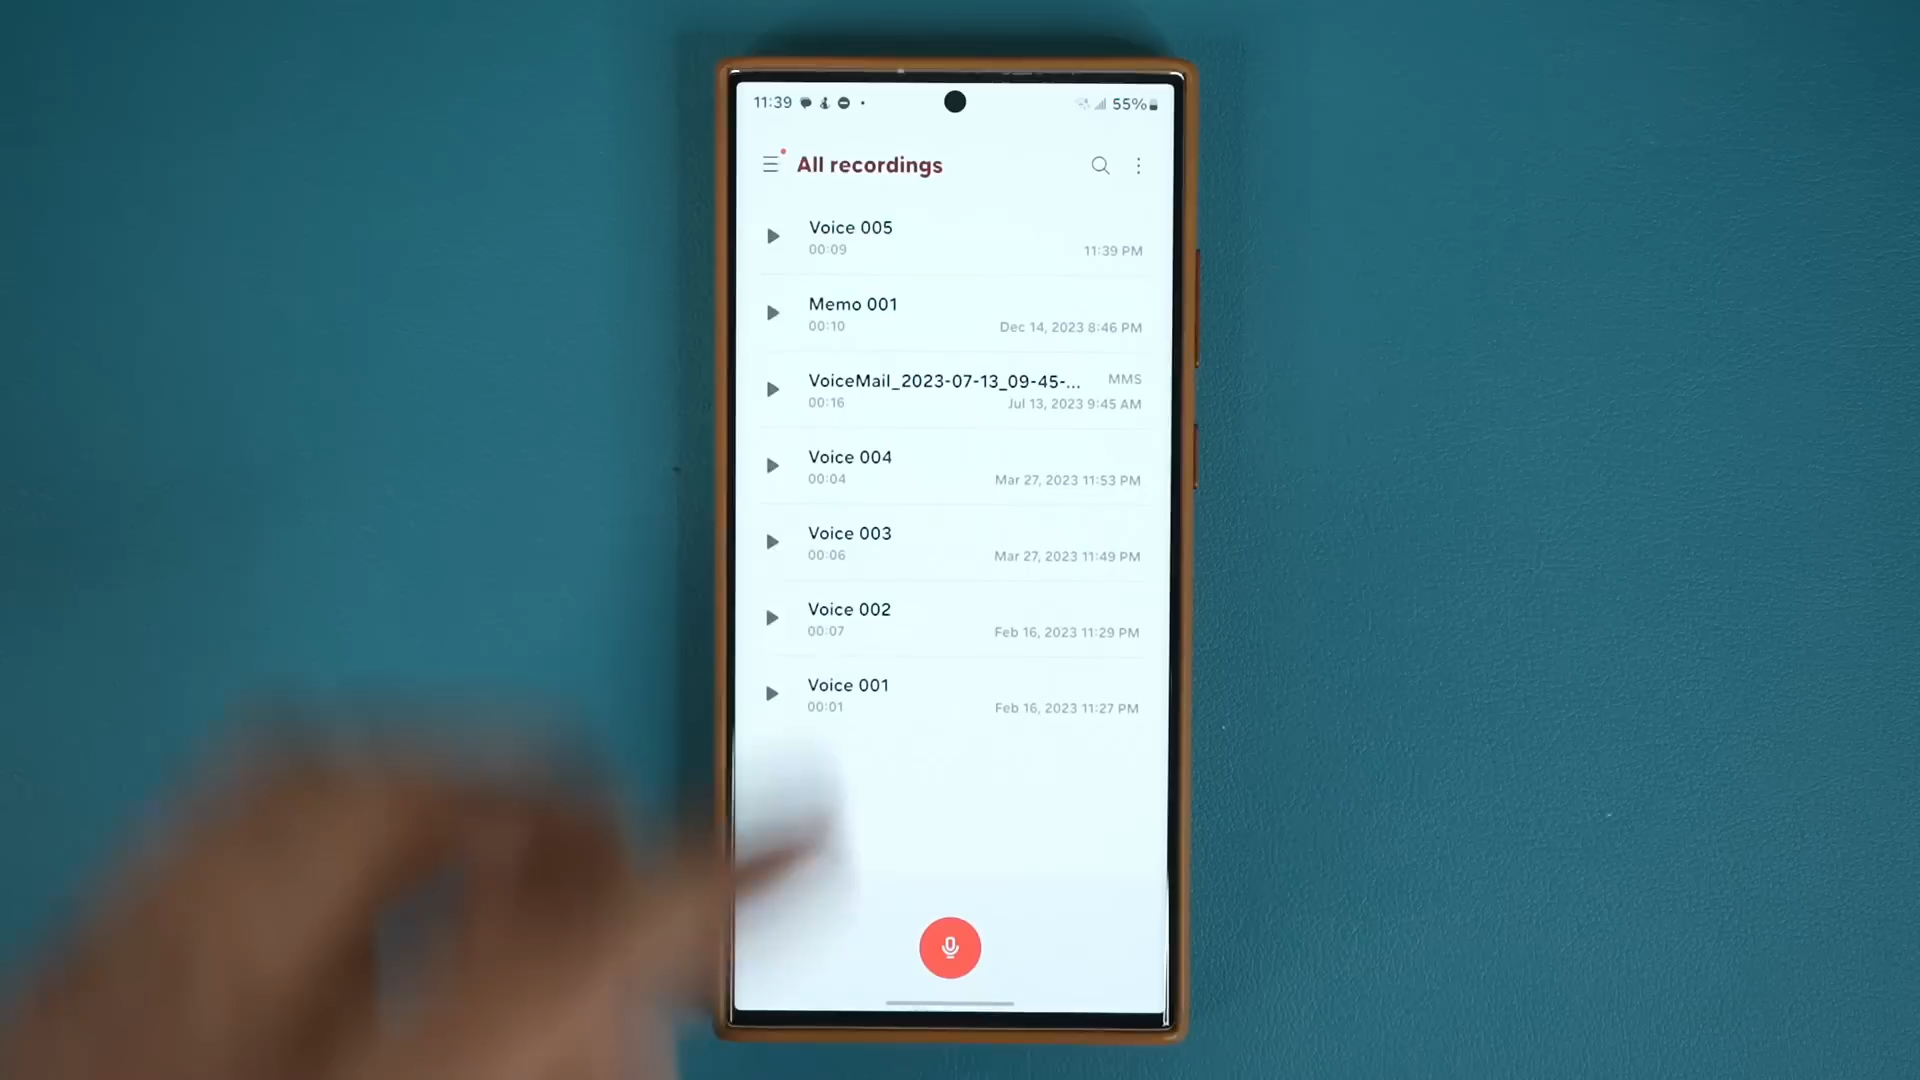 11:39
55%
All recordings
Voice 005
00:09
11:39 PM
Memo 001
00:10
Dec 14, 2023 8:46 PM
VoiceMail_2023-07-13_09-45-...
MMS
00:16
Jul 13, 2023 9:45 AM
Voice 004
00:04
Mar 27, 2023 11:53 PM
Voice 003
00:06
Mar 27, 2023 11:49 PM
Voice 002
00:07
Feb 16, 2023 11:29 PM
Voice 001
00:01
Feb 16, 2023 11:27 PM